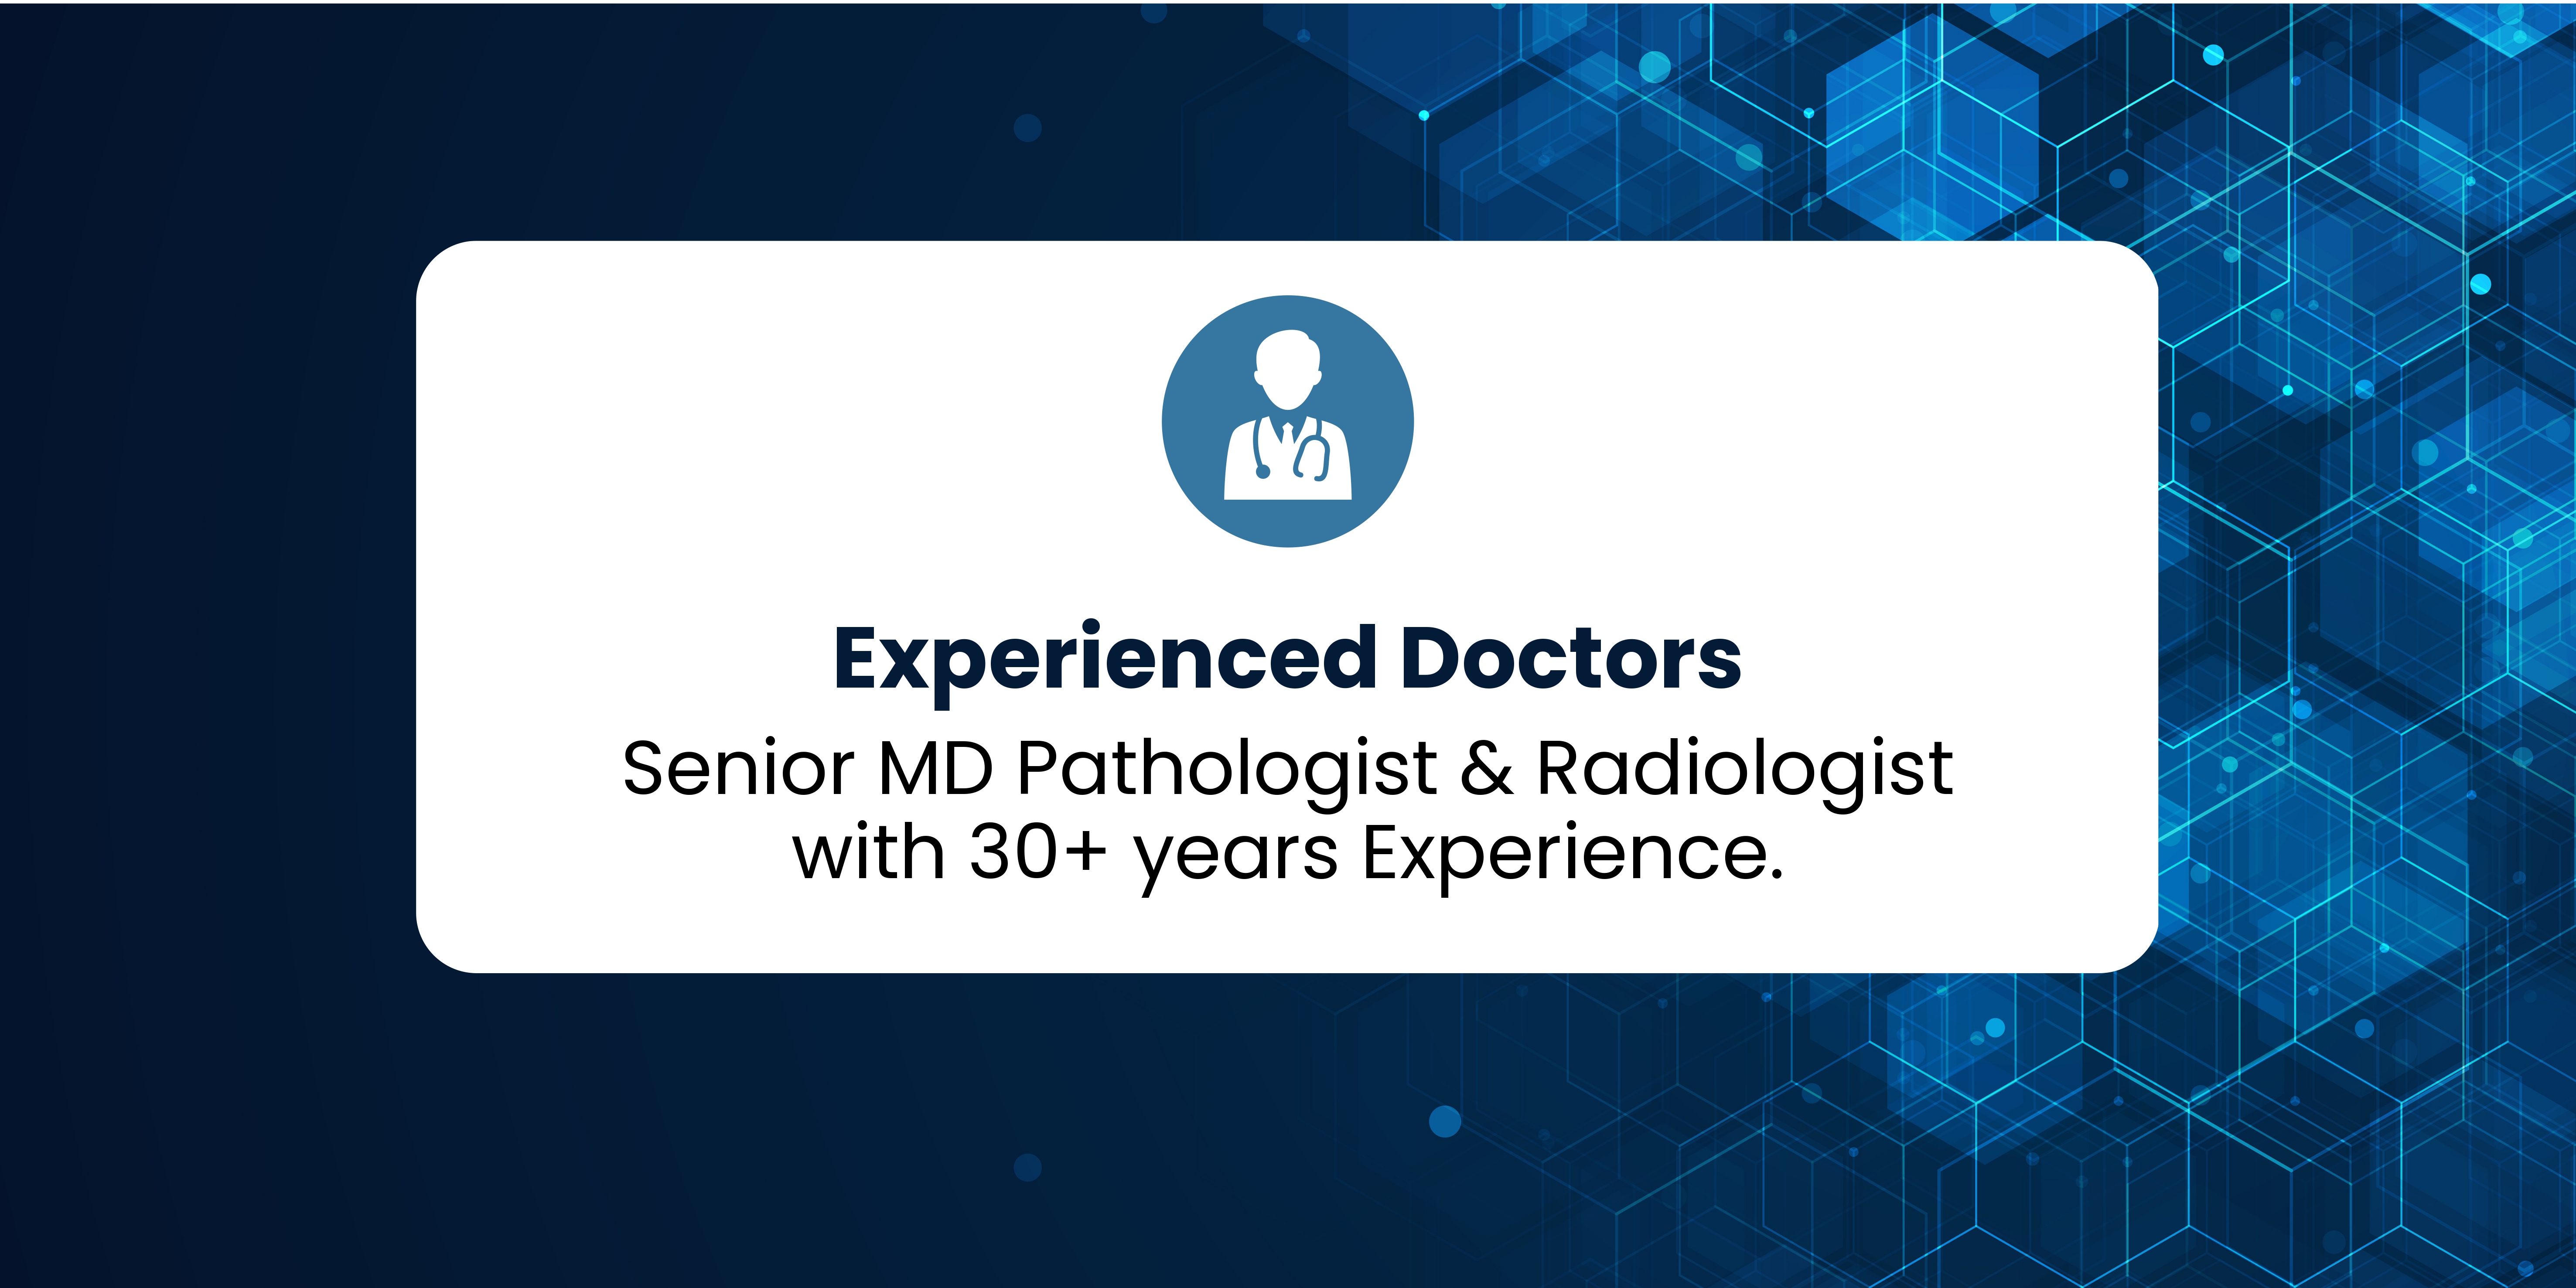 Experienced Doctors
Senior MD Pathologist & Radiologist
with 30+ years Experience.